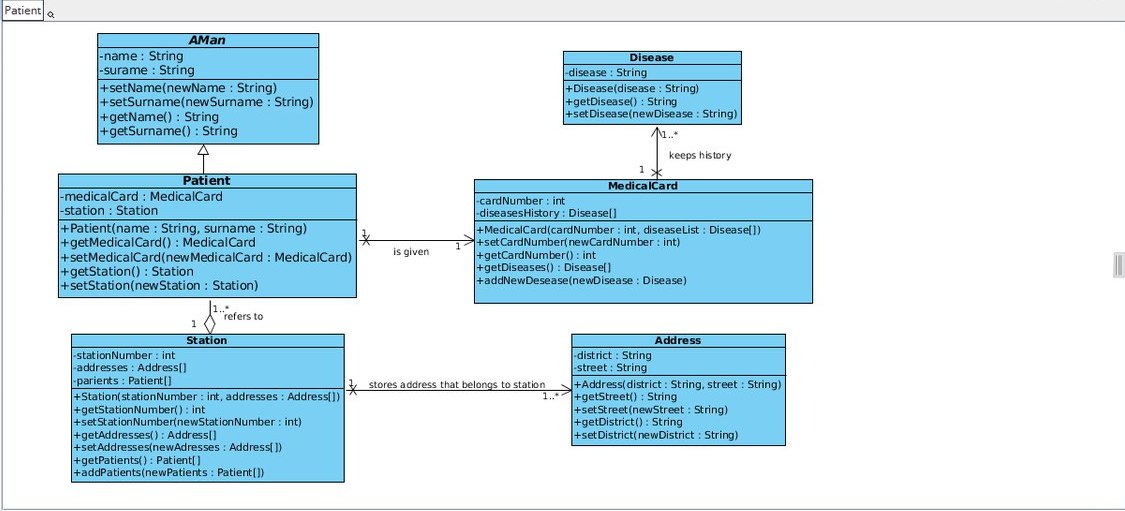 Patient
AMan
-name : String
-surame : String
+setName(newName : String)
+setSurname(newSurname : String)
+getName() : String
+getSurname() : String
Disease
-disease : String
+Disease(disease : String)
+getDisease() : String
+setDisease(newDisease : String)
1..*
keeps history
1
Patient
-medicalCard : MedicalCard
-station : Station
+Patient(name : String, surname : String)
+getMedicalCard() : MedicalCard
+setMedicalCard(newMedicalCard : MedicalCard)
+getStation() : Station
+setStation(newStation : Station)
1
is given
1
MedicalCard
-cardNumber : int
-diseasesHistory : Disease[]
+MedicalCard(cardNumber : int, diseaseList : Disease[])
+setCardNumber(newCardNumber : int)
+getCardNumber() : int
+getDiseases() : Disease[]
+addNewDesease(newDisease : Disease)
1..*
refers to
1
Station
-stationNumber : int
-addresses : Address[]
-parients : Patient[]
+Station(stationNumber : int, addresses : Address[])
+getStationNumber() : int
+setStationNumber(newStationNumber : int)
+getAddresses() : Address[]
+setAddresses(newAdresses : Address[])
+getPatients() : Patient[]
+addPatients(newPatients : Patient[])
1
stores address that belongs to station
1..*
Address
-district : String
-street : String
+Address(district : String, street : String)
+getStreet() : String
+setStreet(newStreet : String)
+getDistrict() : String
+setDistrict(newDistrict : String)